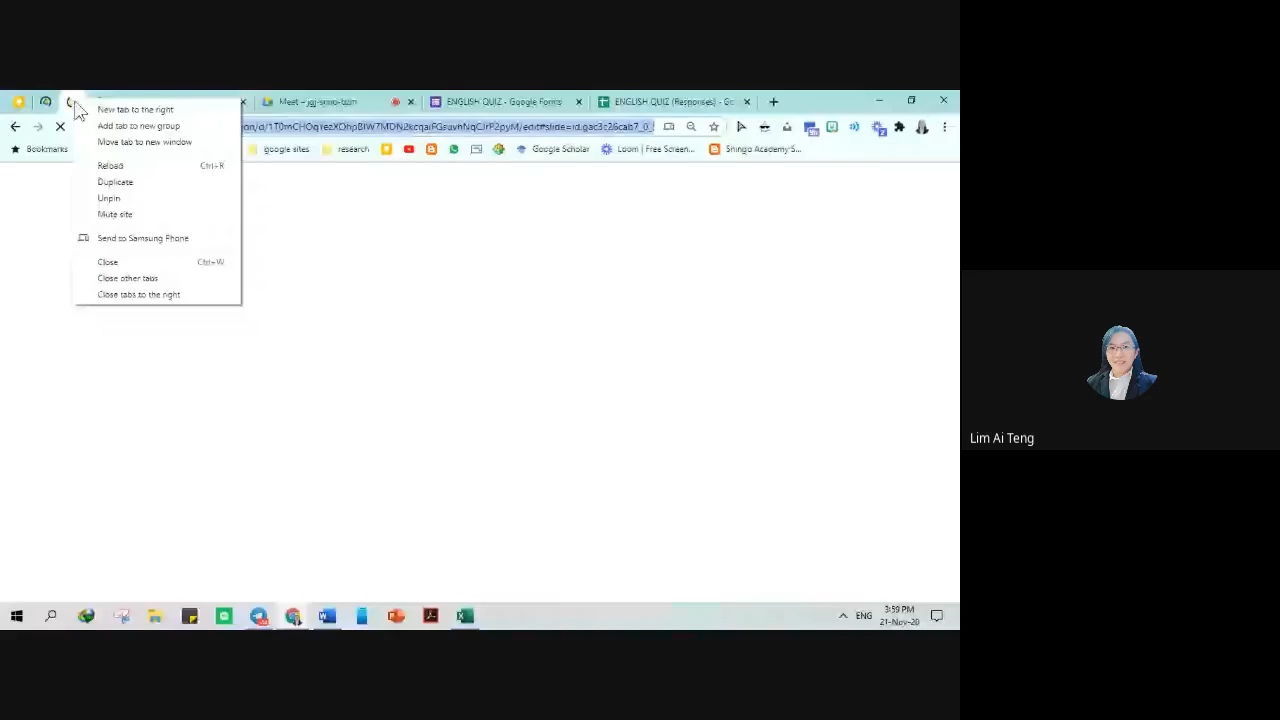 Meet – jgj-smno-bzm
ENGLISH QUIZ - Google Forms
ENGLISH QUIZ (Responses) - Go
New tab to the right
Add tab to new group
Move tab to new window
Bookmarks
google sites
research
Google Scholar
Loom | Free Screen...
Shingo Academy S...
Reload Ctrl+R
Duplicate
Unpin
Mute site
Send to Samsung Phone
Close Ctrl+W
Close other tabs
Close tabs to the right
Lim Ai Teng
ENG
3:59 PM
21-Nov-20